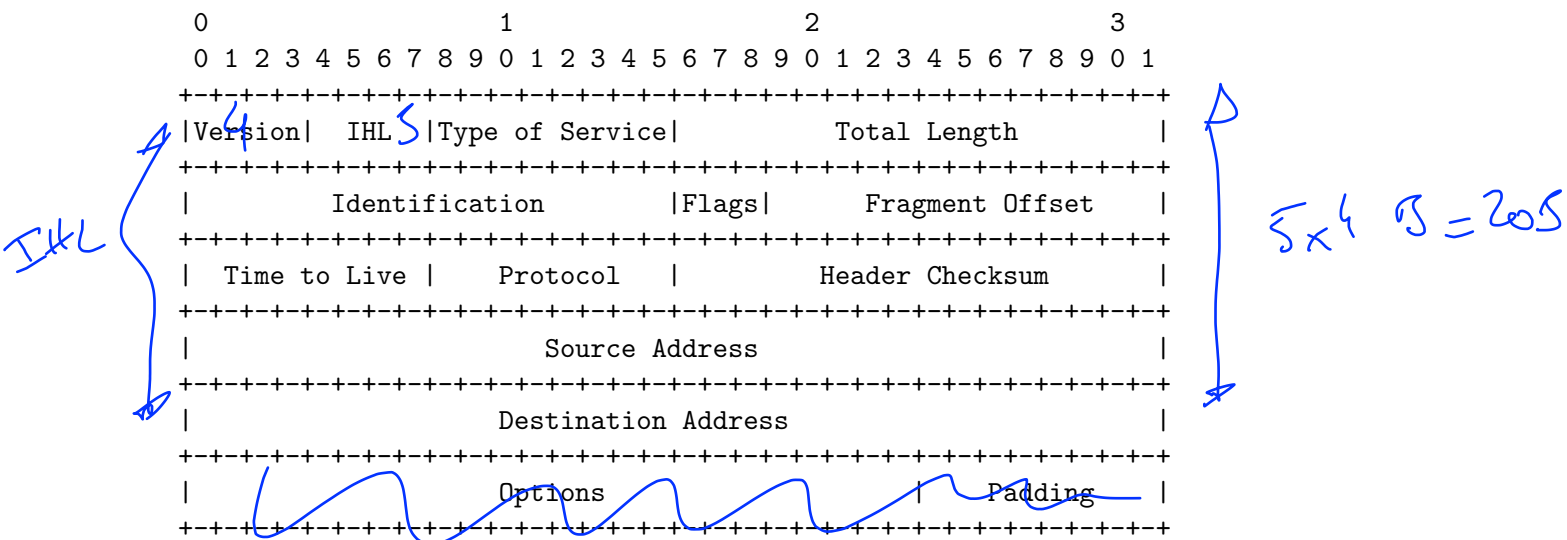 0                   1                   2                   3
0 1 2 3 4 5 6 7 8 9 0 1 2 3 4 5 6 7 8 9 0 1 2 3 4 5 6 7 8 9 0 1
+-+-+-+-+-+-+-+-+-+-+-+-+-+-+-+-+-+-+-+-+-+-+-+-+-+-+-+-+-+-+-+-+
|Version| 4 IHL 5 |Type of Service|          Total Length         |
+-+-+-+-+-+-+-+-+-+-+-+-+-+-+-+-+-+-+-+-+-+-+-+-+-+-+-+-+-+-+-+-+
|         Identification        |Flags|      Fragment Offset    |
IHL
5x4 B = 20B
+-+-+-+-+-+-+-+-+-+-+-+-+-+-+-+-+-+-+-+-+-+-+-+-+-+-+-+-+-+-+-+-+
|  Time to Live |    Protocol   |         Header Checksum       |
+-+-+-+-+-+-+-+-+-+-+-+-+-+-+-+-+-+-+-+-+-+-+-+-+-+-+-+-+-+-+-+-+
|                       Source Address                          |
+-+-+-+-+-+-+-+-+-+-+-+-+-+-+-+-+-+-+-+-+-+-+-+-+-+-+-+-+-+-+-+-+
|                    Destination Address                        |
+-+-+-+-+-+-+-+-+-+-+-+-+-+-+-+-+-+-+-+-+-+-+-+-+-+-+-+-+-+-+-+-+
|                    Options                    |    Padding    |
+-+-+-+-+-+-+-+-+-+-+-+-+-+-+-+-+-+-+-+-+-+-+-+-+-+-+-+-+-+-+-+-+